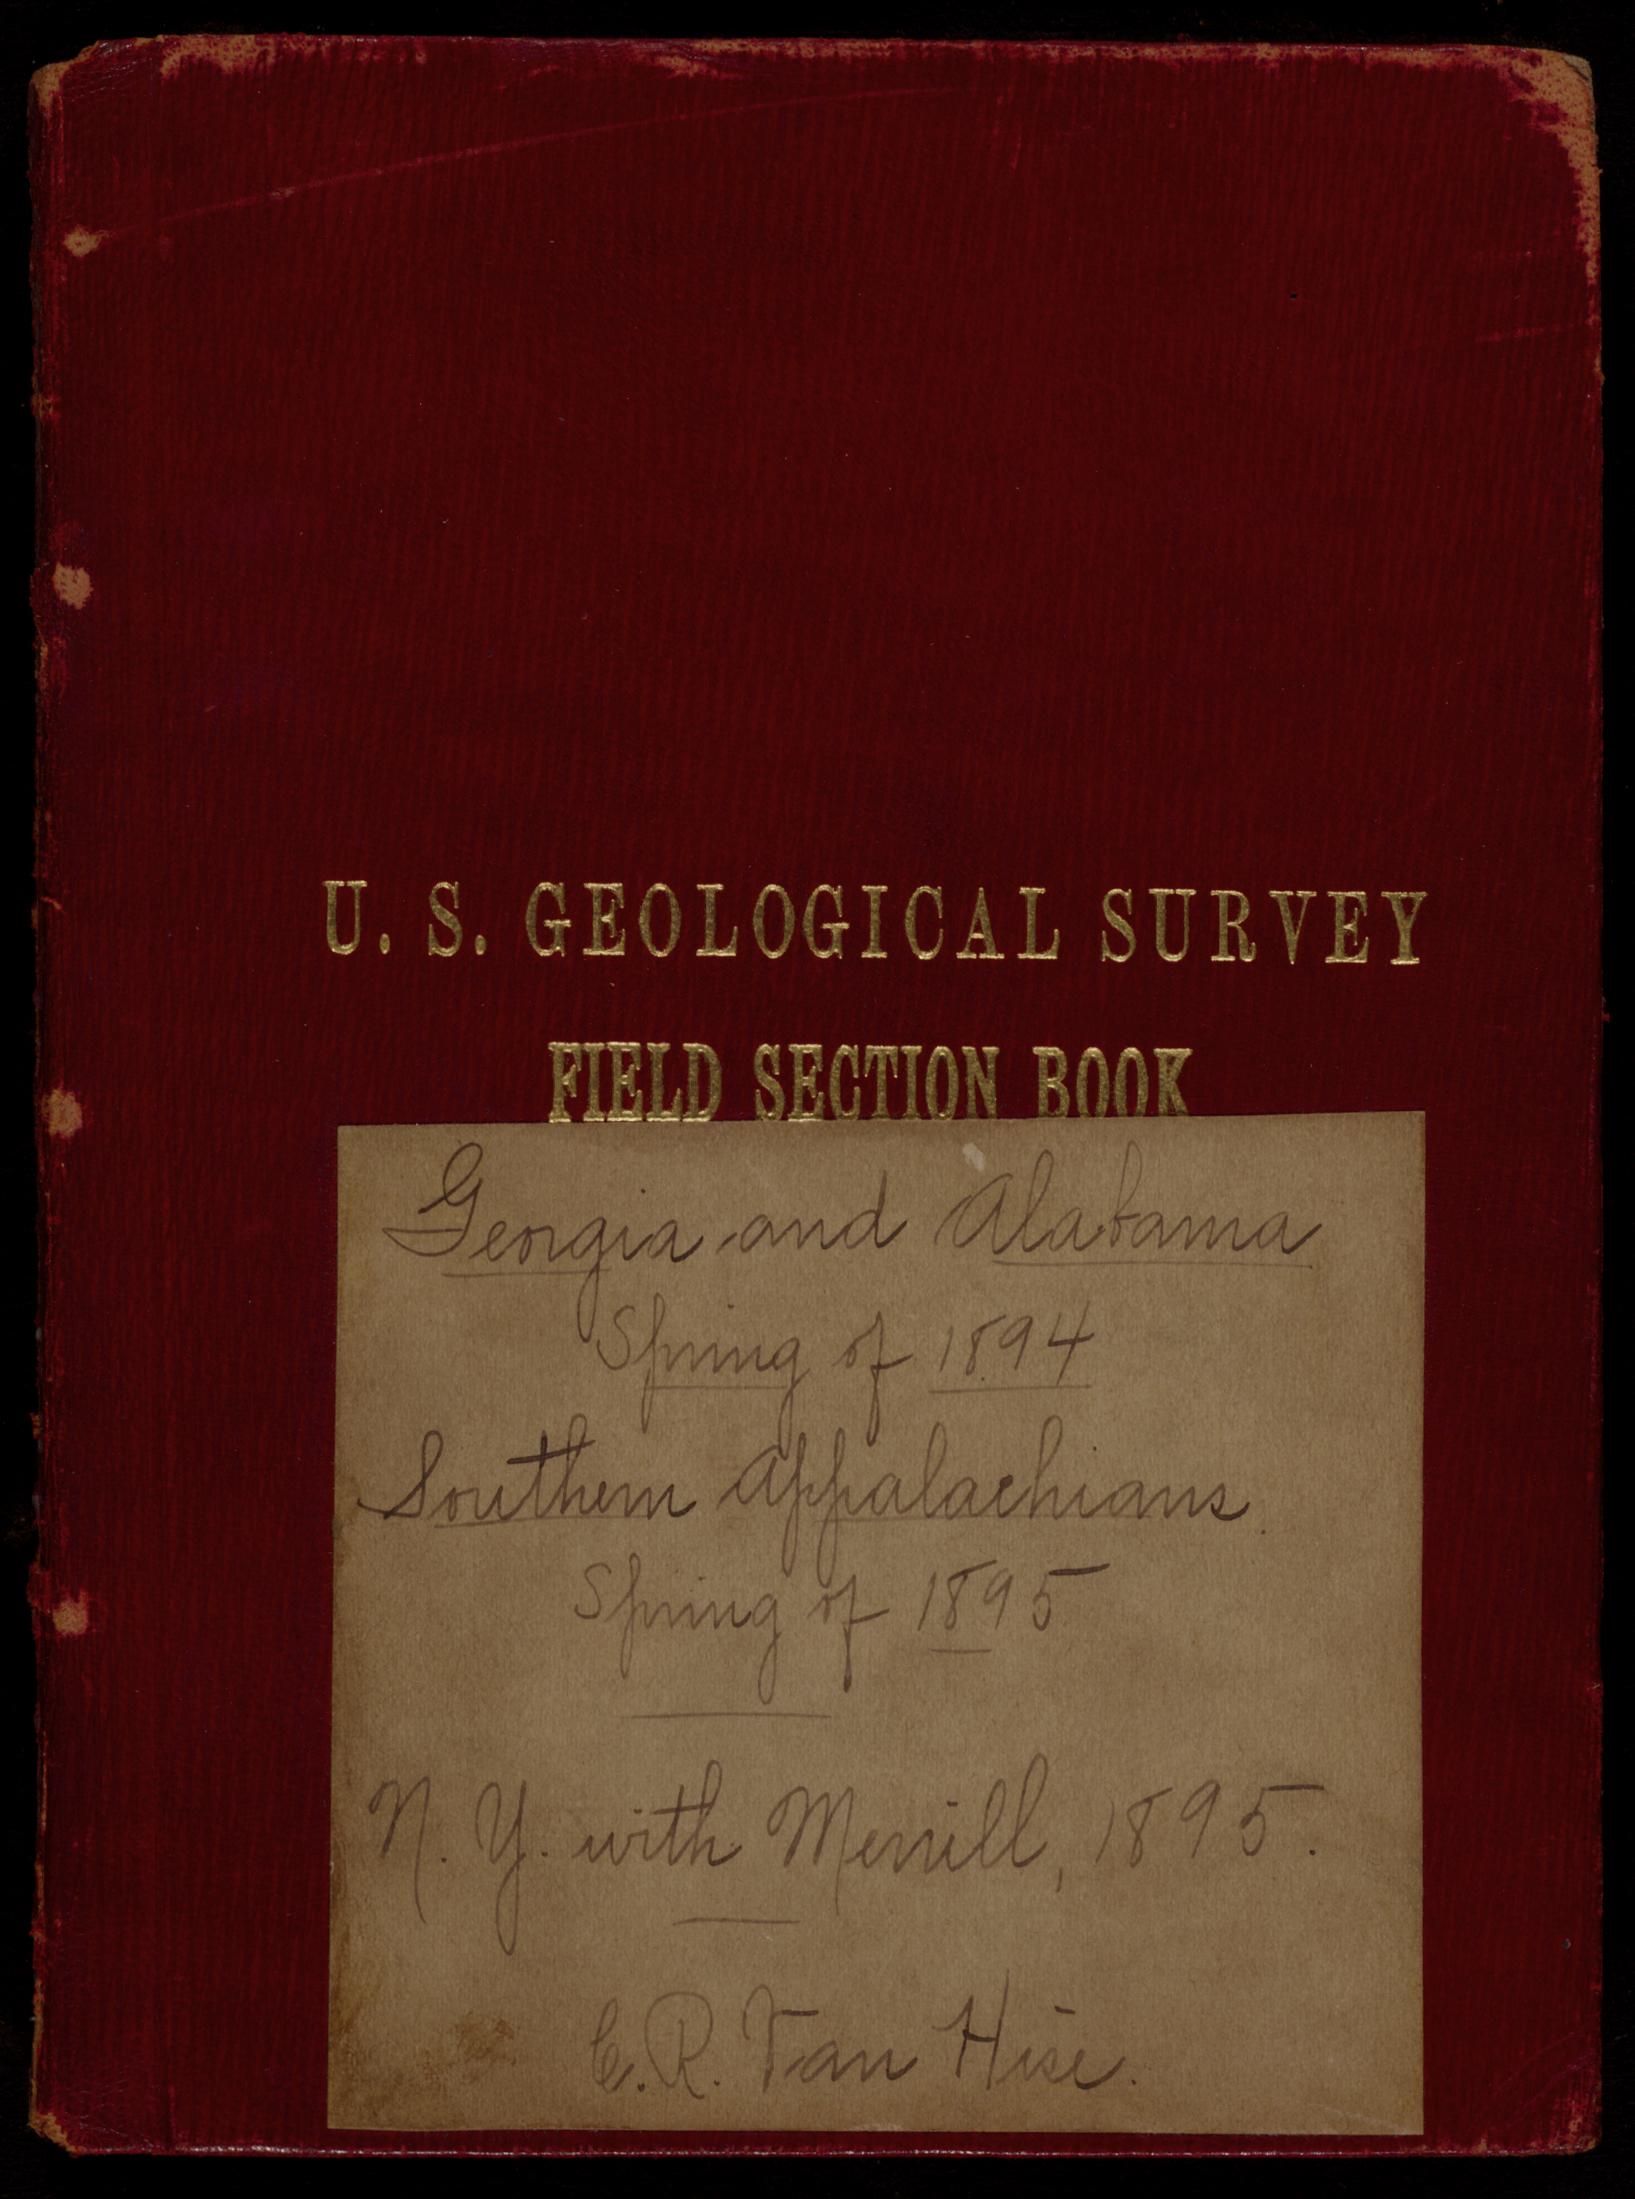 U. S. GEOLOGICAL SURVEY
FIELD SECTION BOOK
Georgia and Alabama
Spring of 1894
Southern Appalachians
Spring of 1895
N. Y. with Merrill, 1895.
C. R. Van Hise.